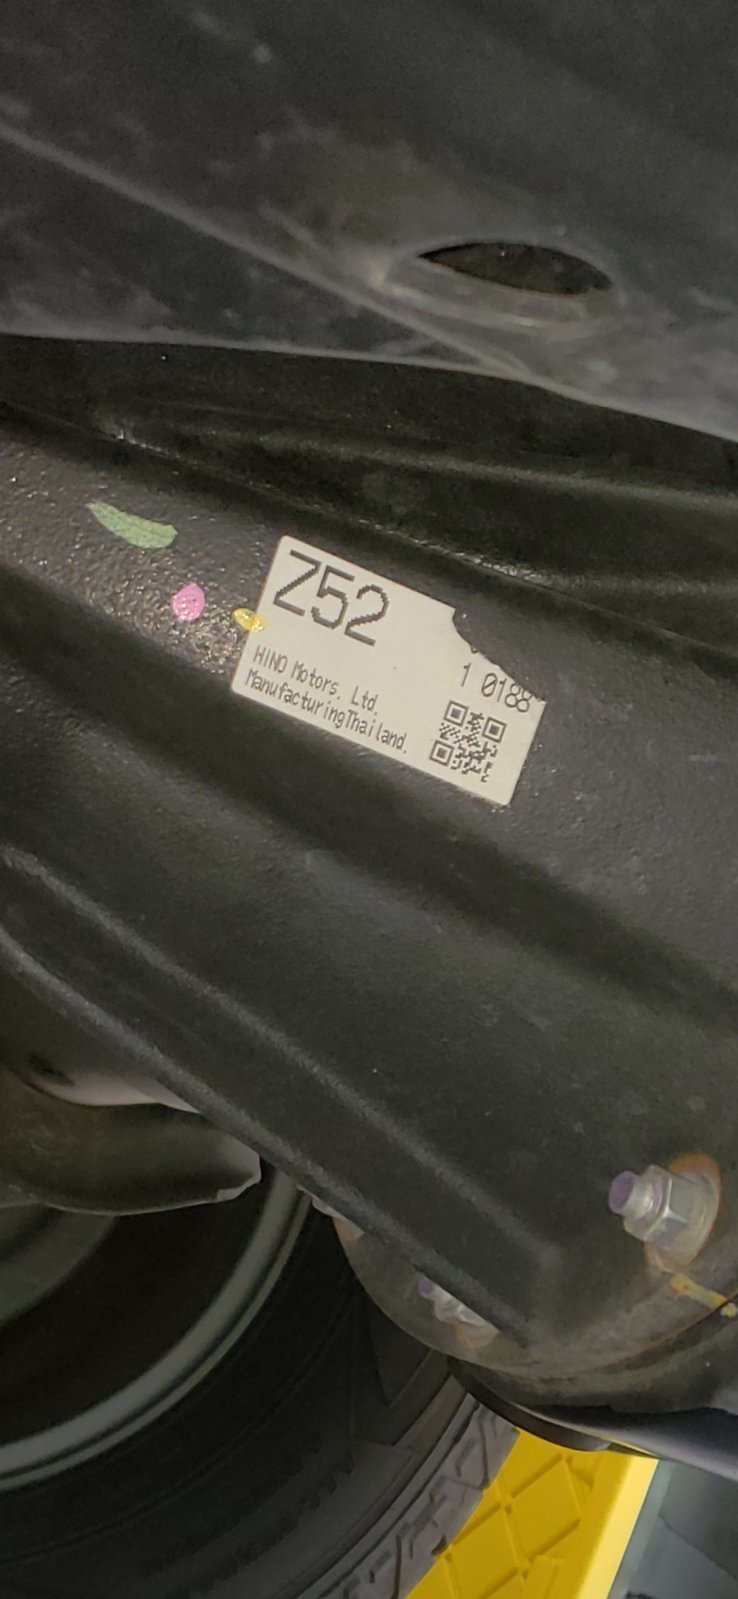 Z52
1 0188
HINO Motors, Ltd.
ManufacturingThailand.